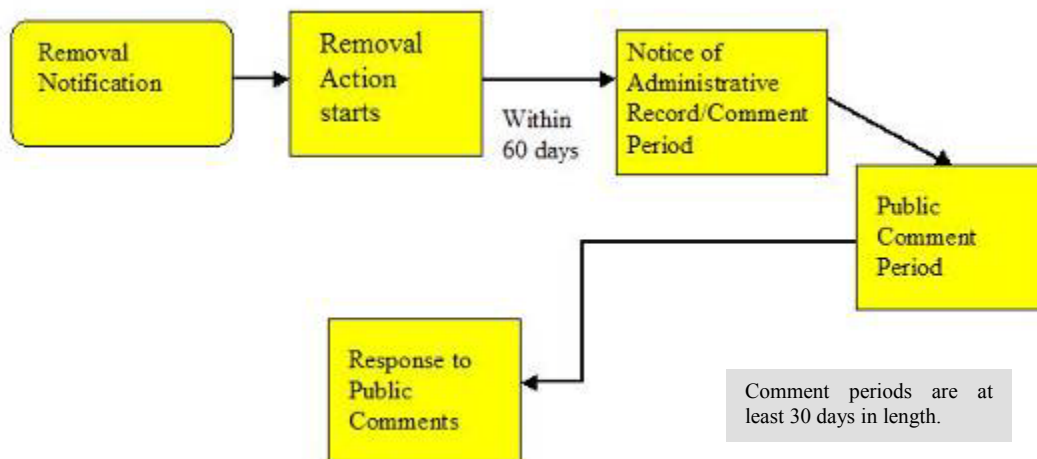 Removal
Notification
Removal
Action
starts
Within
60 days
Notice of
Administrative
Record/Comment
Period
Public
Comment
Period
Response to
Public
Comments
Comment periods are at
least 30 days in length.